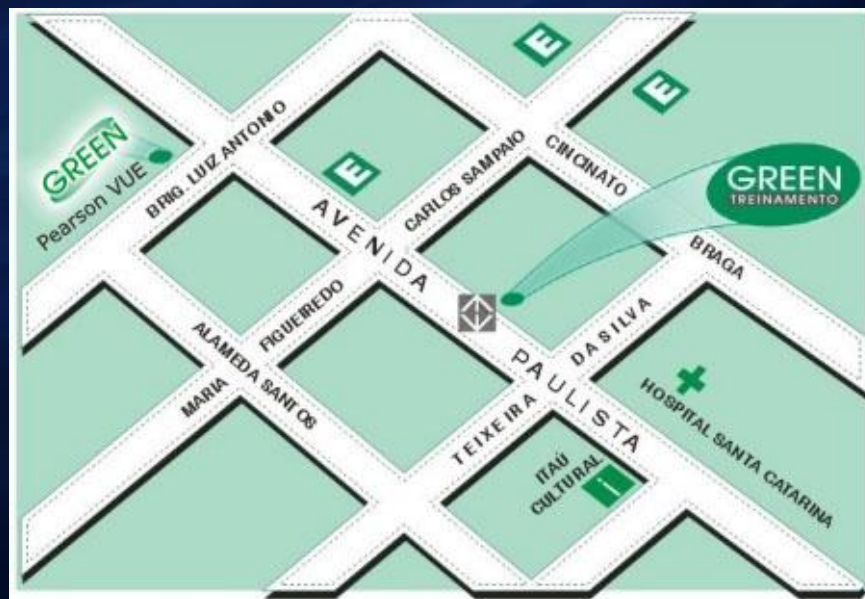 E
E
E
GREEN
Pearson VUE
BRIG. LUIZ ANTONIO
AVENIDA PAULISTA
CARLOS SAMPAIO
CINCINATO BRAGA
GREEN
TREINAMENTO
MARIA FIGUEIREDO
ALAMEDA SANTOS
TEIXEIRA DA SILVA
ITAÚ
CULTURAL
i
HOSPITAL SANTA CATARINA